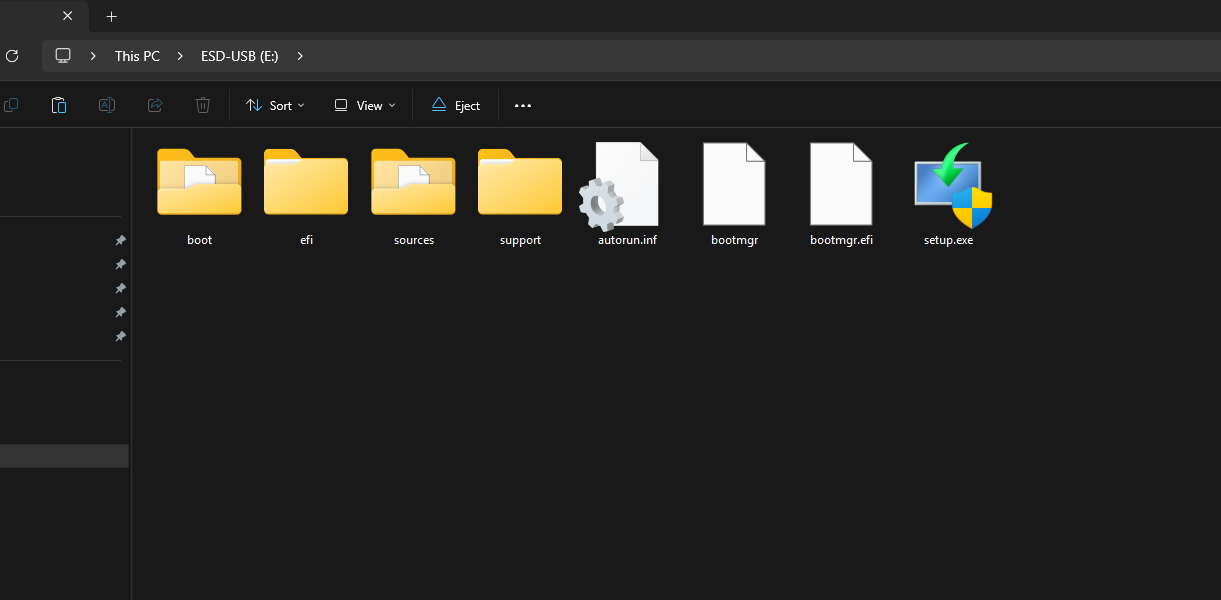 This PC
ESD-USB (E:)
Sort
View
Eject
boot
efi
sources
support
autorun.inf
bootmgr
bootmgr.efi
setup.exe